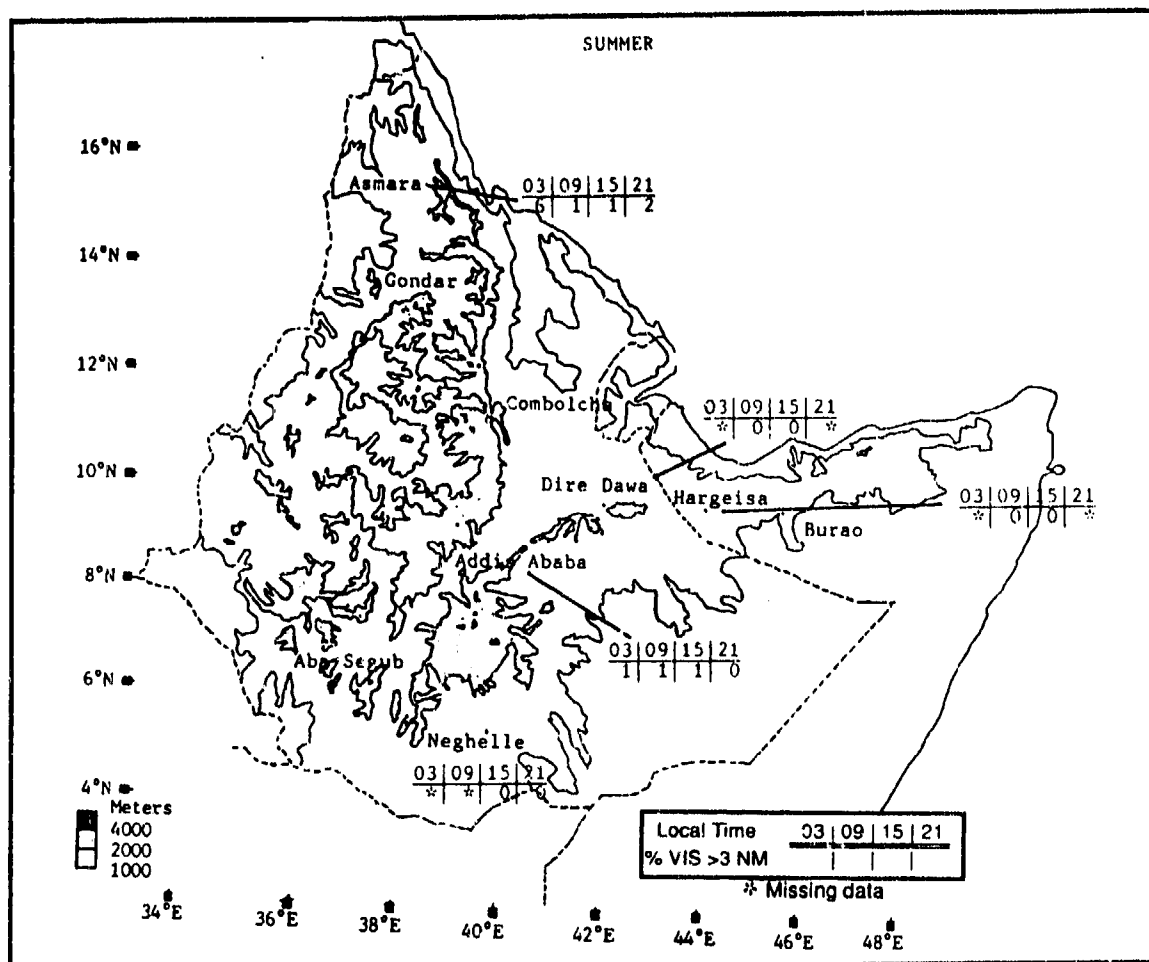 SUMMER
16°N
Asmara
03 | 09 | 15 | 21
6 | 1 | 1 | 2
14°N
Gondar
12°N
Combolcha
03 | 09 | 15 | 21
* | 0 | 0 | *
10°N
Dire Dawa
Hargeisa
03 | 09 | 15 | 21
* | 0 | 0 | *
Burao
8°N
Addis Ababa
03 | 09 | 15 | 21
1 | 1 | 1 | 0
6°N
Neghelle
03 | 09 | 15 | 21
* | * | 0 | 0
4°N
Meters
4000
2000
1000
Local Time 03 | 09 | 15 | 21
% VIS >3 NM
* Missing data
34°E
36°E
38°E
40°E
42°E
44°E
46°E
48°E